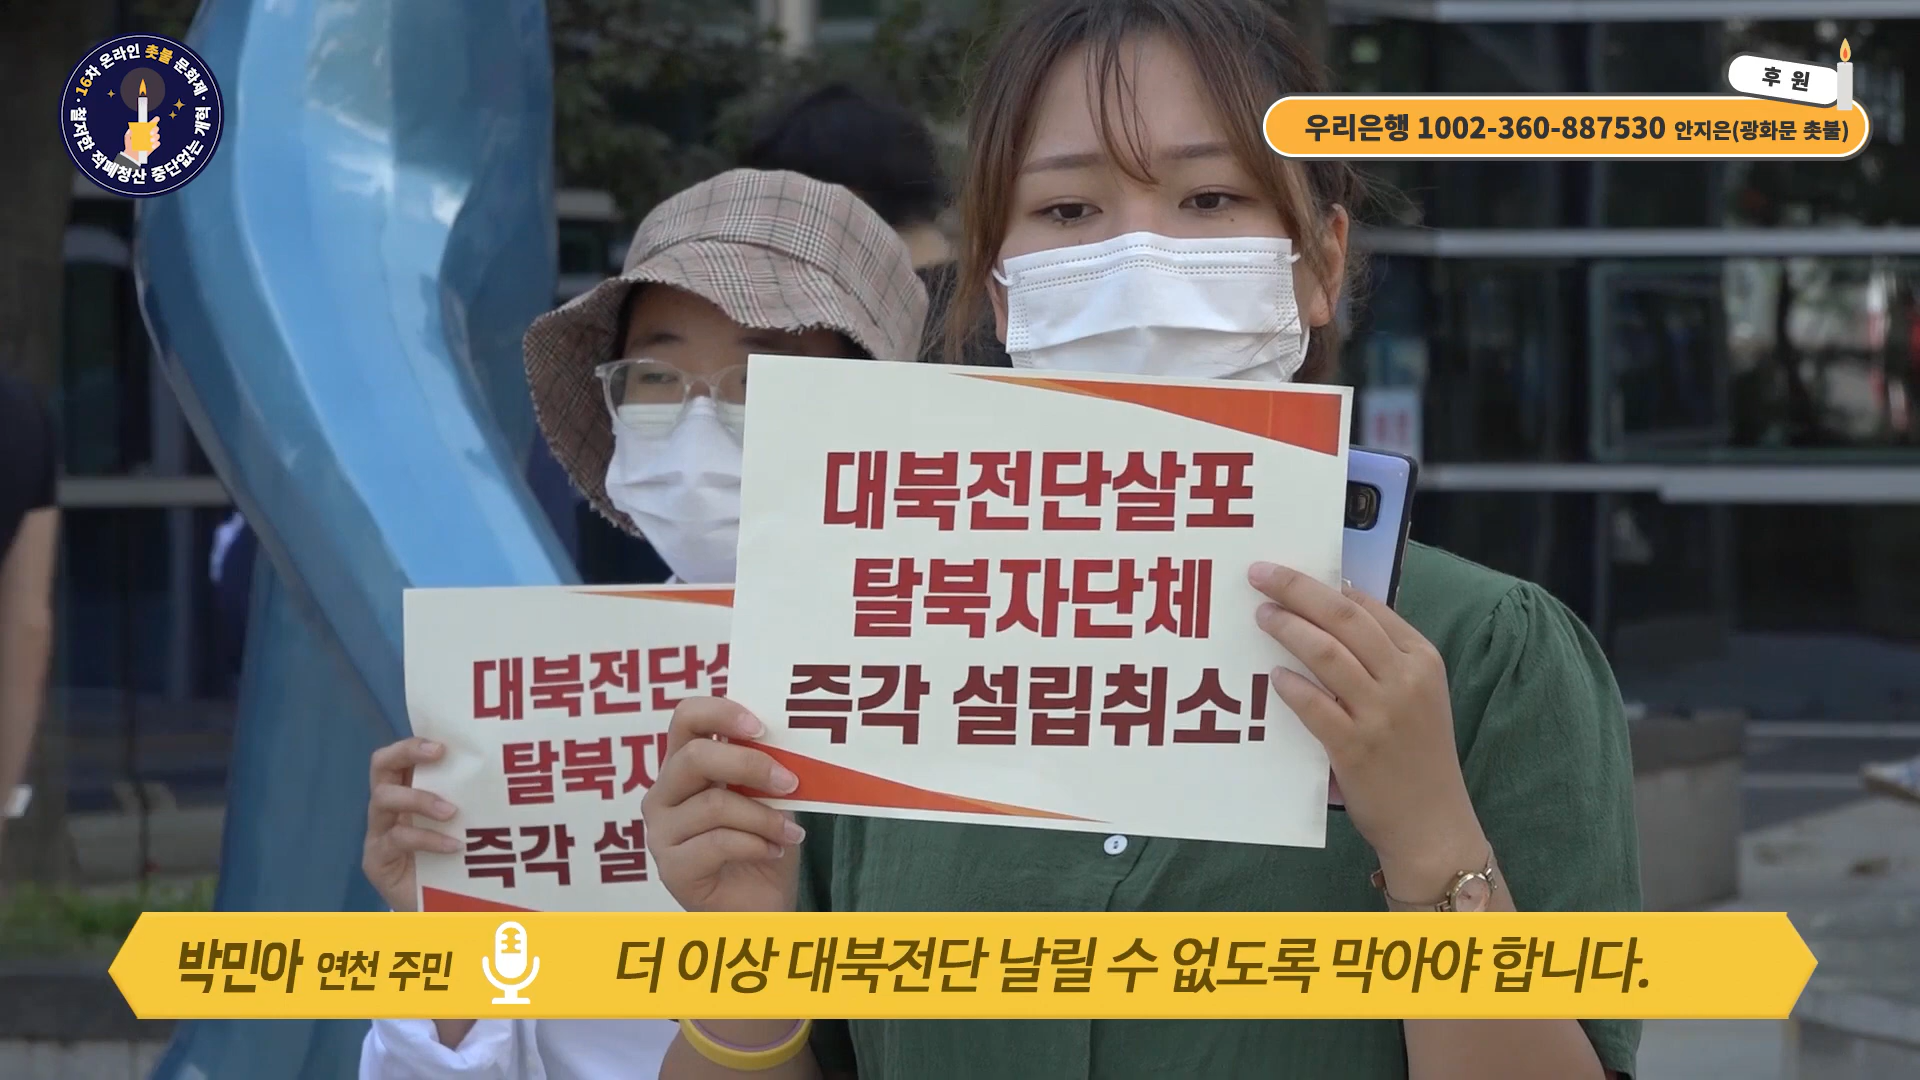 ·16차 온라인 촛불 문화제·
철저한 적폐청산 중단없는 개혁
후원
우리은행 1002-360-887530 안지은(광화문 촛불)
대북전단살포
탈북자단체
즉각 설립취소!
대북전단살
탈북자
즉각 설
박민아 연천 주민
더 이상 대북전단 날릴 수 없도록 막아야 합니다.